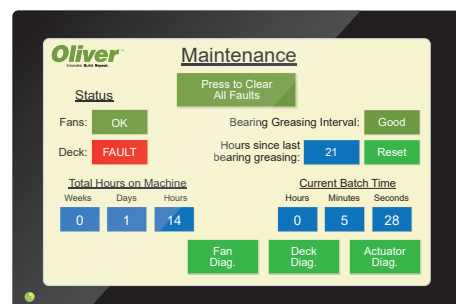 Oliver™
Innovate. Build. Repeat.
Maintenance
Press to Clear
All Faults
Status
Fans: OK
Deck: FAULT
Bearing Greasing Interval: Good
Hours since last
bearing greasing: 21 Reset
Total Hours on Machine
Weeks Days Hours
0 1 14
Current Batch Time
Hours Minutes Seconds
0 5 28
Fan
Diag.
Deck
Diag.
Actuator
Diag.